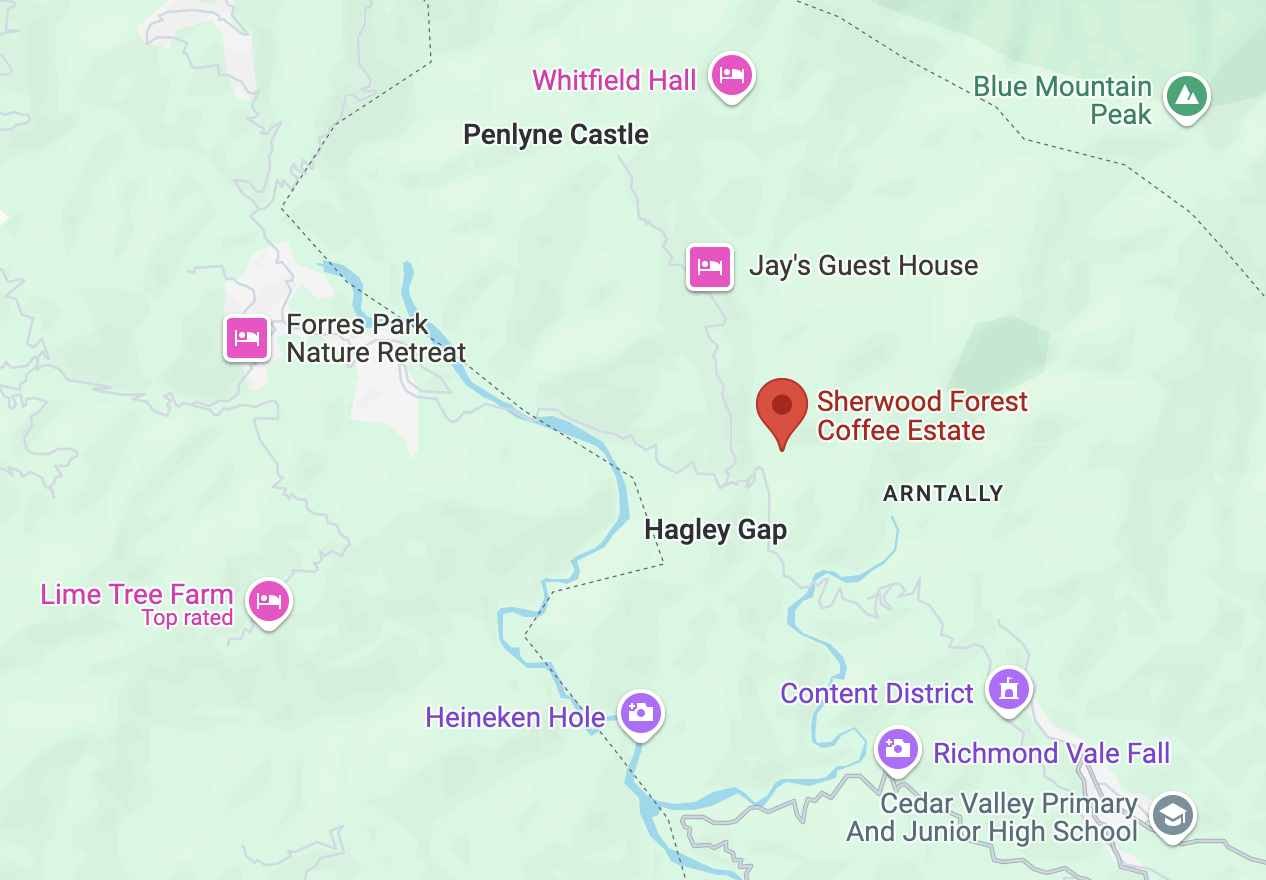 Whitfield Hall
Blue Mountain
Peak
Penlyne Castle
Jay's Guest House
Forres Park
Nature Retreat
Sherwood Forest
Coffee Estate
ARNTALLY
Hagley Gap
Lime Tree Farm
Top rated
Content District
Heineken Hole
Richmond Vale Fall
Cedar Valley Primary
And Junior High School